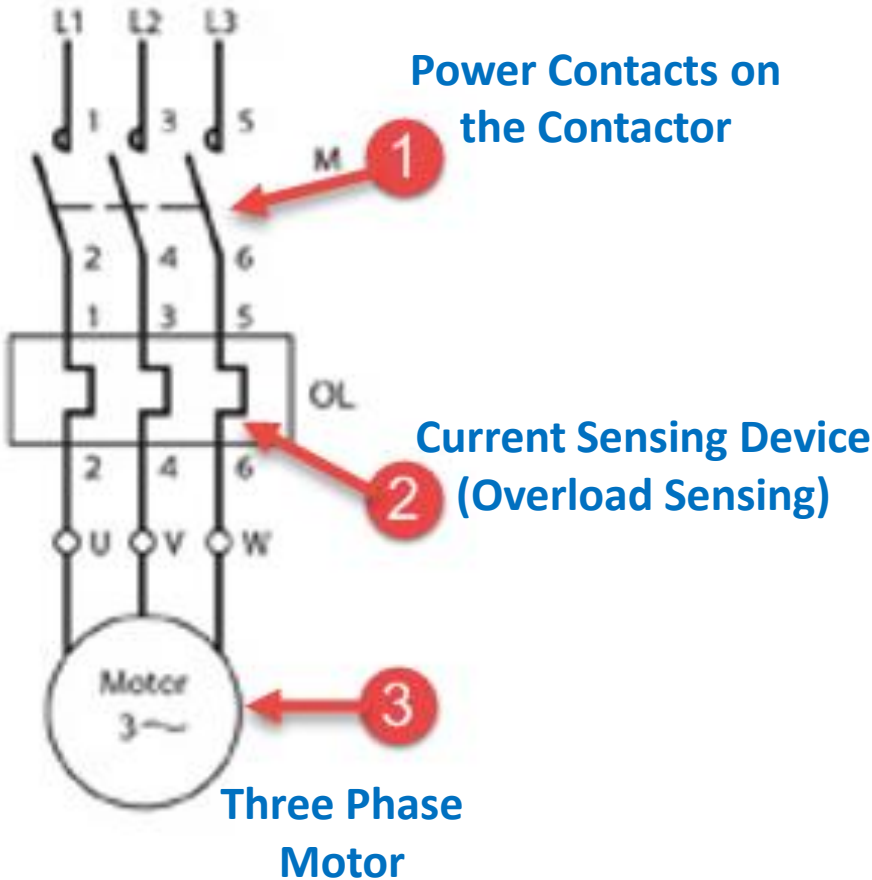 L1 L2 L3
Power Contacts on
the Contactor
1 3 5
M 1
2 4 6
1 3 5
OL
Current Sensing Device
(Overload Sensing)
2 4 6
2
U V W
Motor
3~
3
Three Phase
Motor